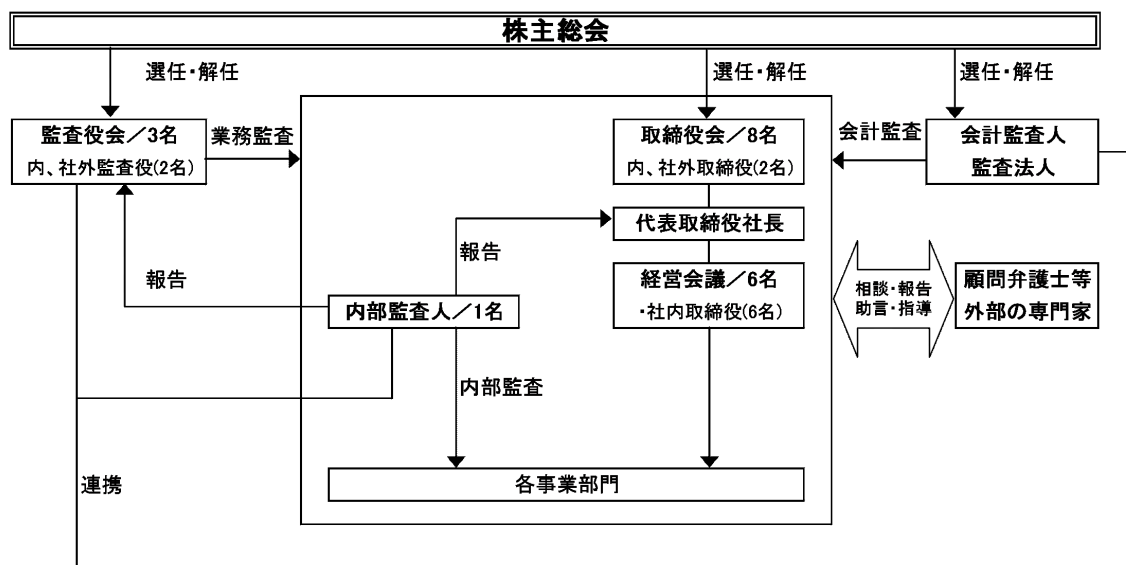 株主総会
選任・解任
選任・解任
選任・解任
監査役会／3名
内、社外監査役(2名)
業務監査
取締役会／8名
内、社外取締役(2名)
会計監査
会計監査人
監査法人
代表取締役社長
報告
報告
経営会議／6名
・社内取締役(6名)
相談・報告
助言・指導
顧問弁護士等
外部の専門家
内部監査人／1名
内部監査
各事業部門
連携